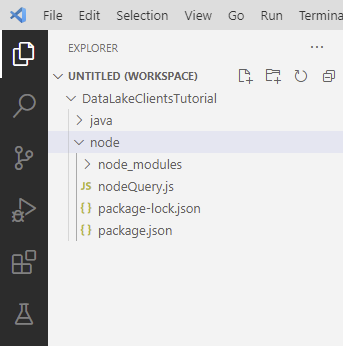 File Edit Selection View Go Run Termina
EXPLORER ...
UNTITLED (WORKSPACE)
DataLakeClientsTutorial
java
node
node_modules
JS nodeQuery.js
{ } package-lock.json
{ } package.json